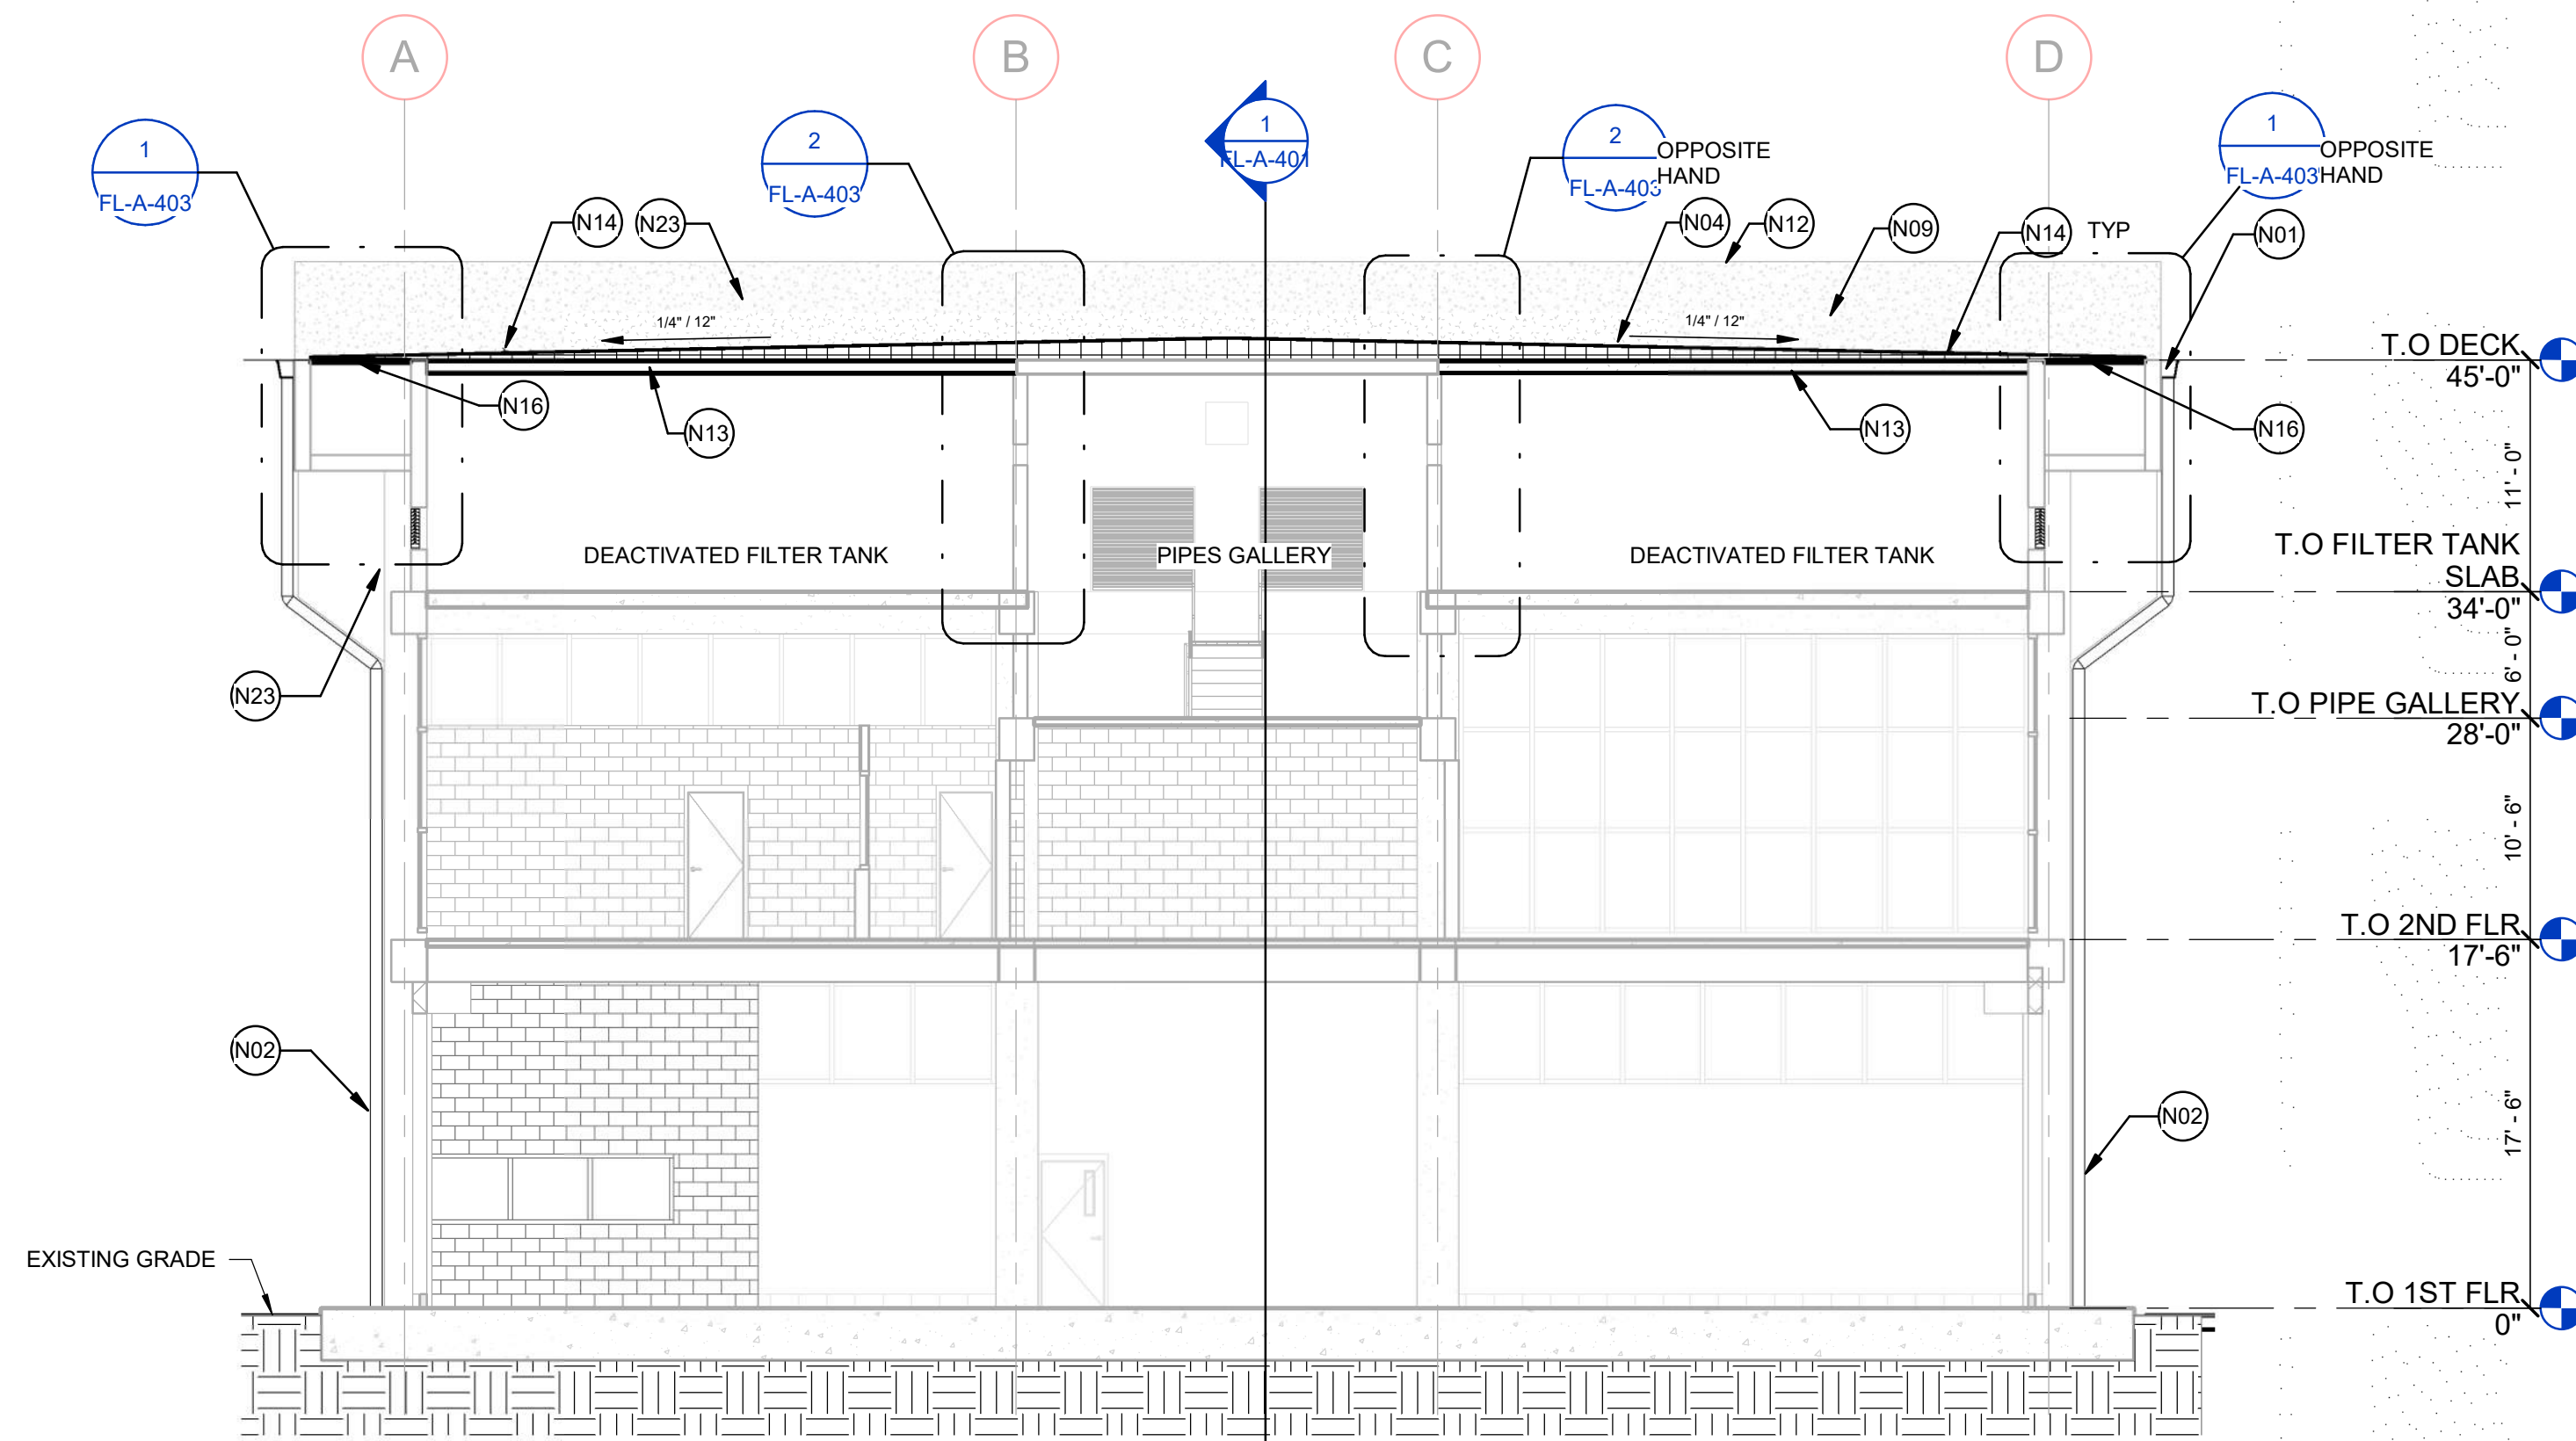 A
B
C
D
1
FL-A-403
2
FL-A-403
1
FL-A-401
2
FL-A-403
OPPOSITE
HAND
1
FL-A-403
OPPOSITE
HAND
N14
N23
N04
N12
N09
N14
TYP
N01
1/4" / 12"
1/4" / 12"
T.O DECK
45'-0"
N16
N13
N13
N16
11' - 0"
DEACTIVATED FILTER TANK
PIPES GALLERY
DEACTIVATED FILTER TANK
T.O FILTER TANK
SLAB
34'-0"
6' - 0"
N23
T.O PIPE GALLERY
28'-0"
10' - 6"
T.O 2ND FLR
17'-6"
N02
N02
17' - 6"
EXISTING GRADE
T.O 1ST FLR
0"